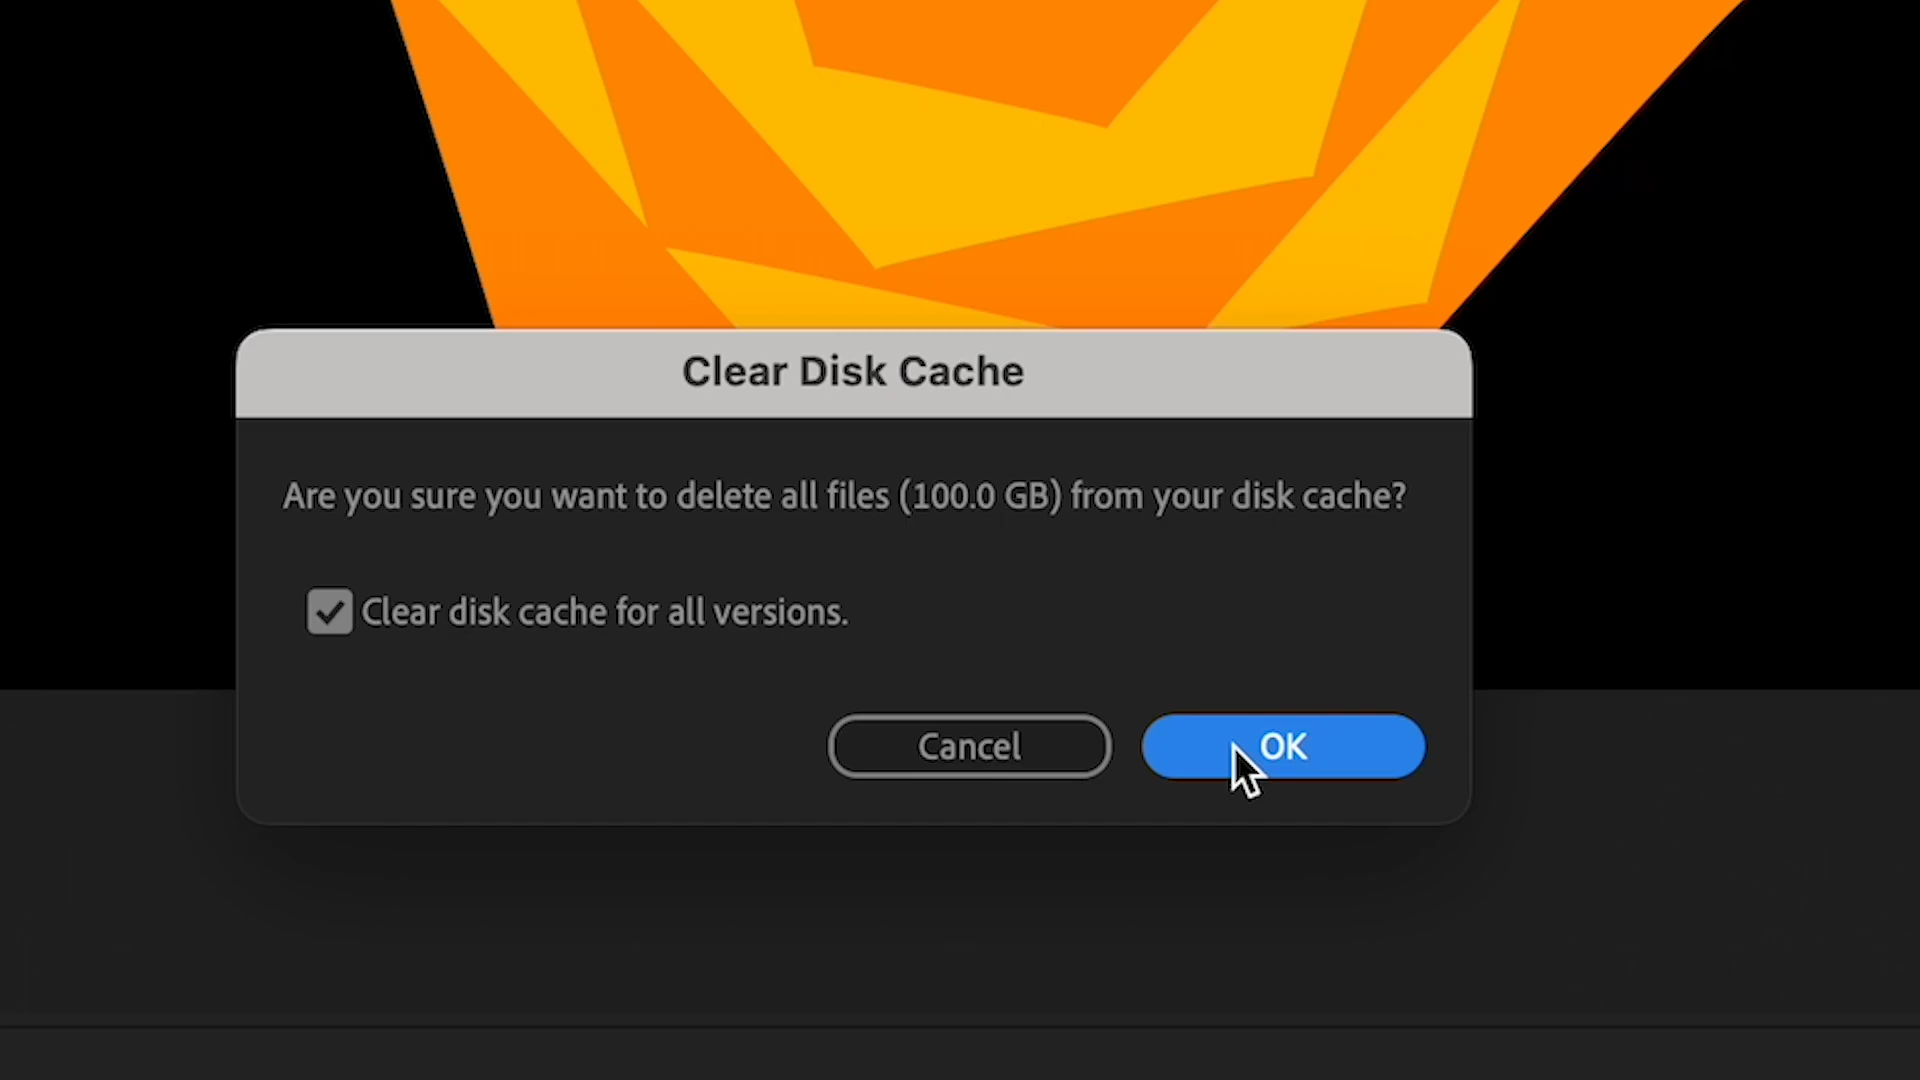 Clear Disk Cache
Are you sure you want to delete all files (100.0 GB) from your disk cache?
Clear disk cache for all versions.
Cancel
OK